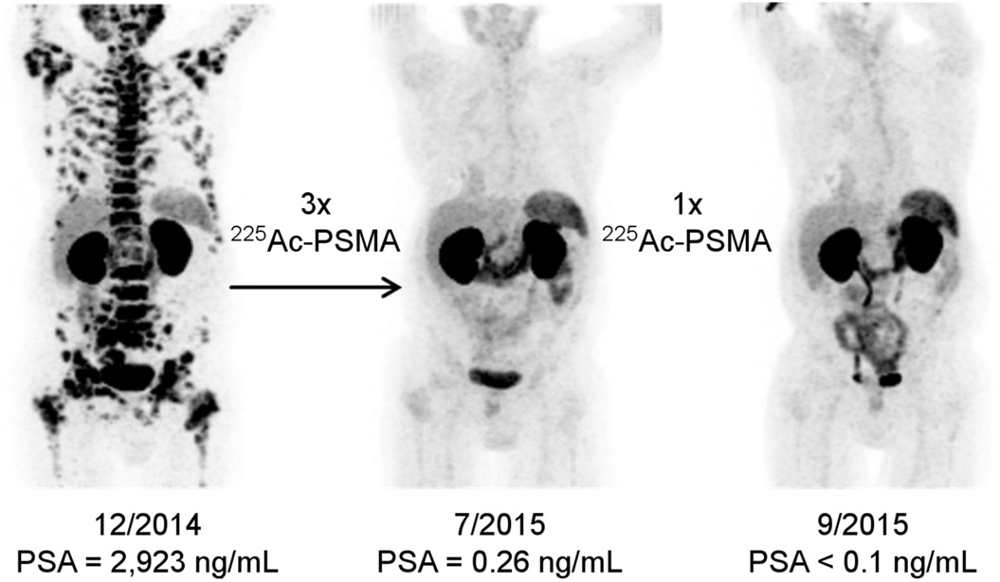 3x
²²⁵Ac-PSMA
1x
²²⁵Ac-PSMA
12/2014
PSA = 2,923 ng/mL
7/2015
PSA = 0.26 ng/mL
9/2015
PSA < 0.1 ng/mL